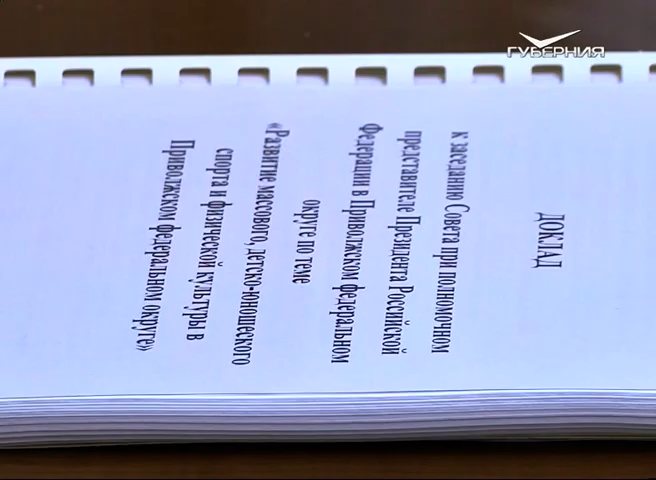 ГУБЕРНИЯ
ДОКЛАД
к заседанию Совета при полномочном
представителе Президента Российской
Федерации в Приволжском федеральном
округе по теме
«Развитие массового, детско-юношеского
спорта и физической культуры в
Приволжском федеральном округе»